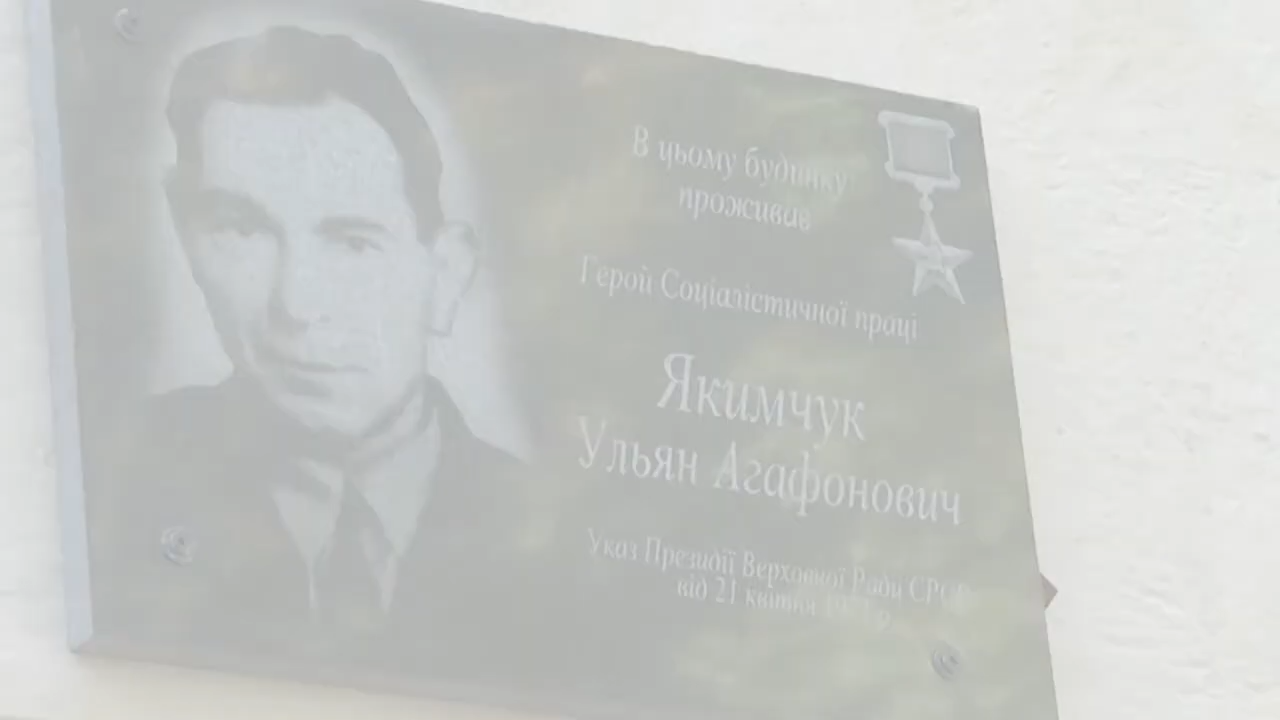 В цьому будинку
проживав
Герой Соціалістичної праці
Якимчук
Ульян Агафонович
Указ Президії Верховної Ради СРСР
від 21 квітня